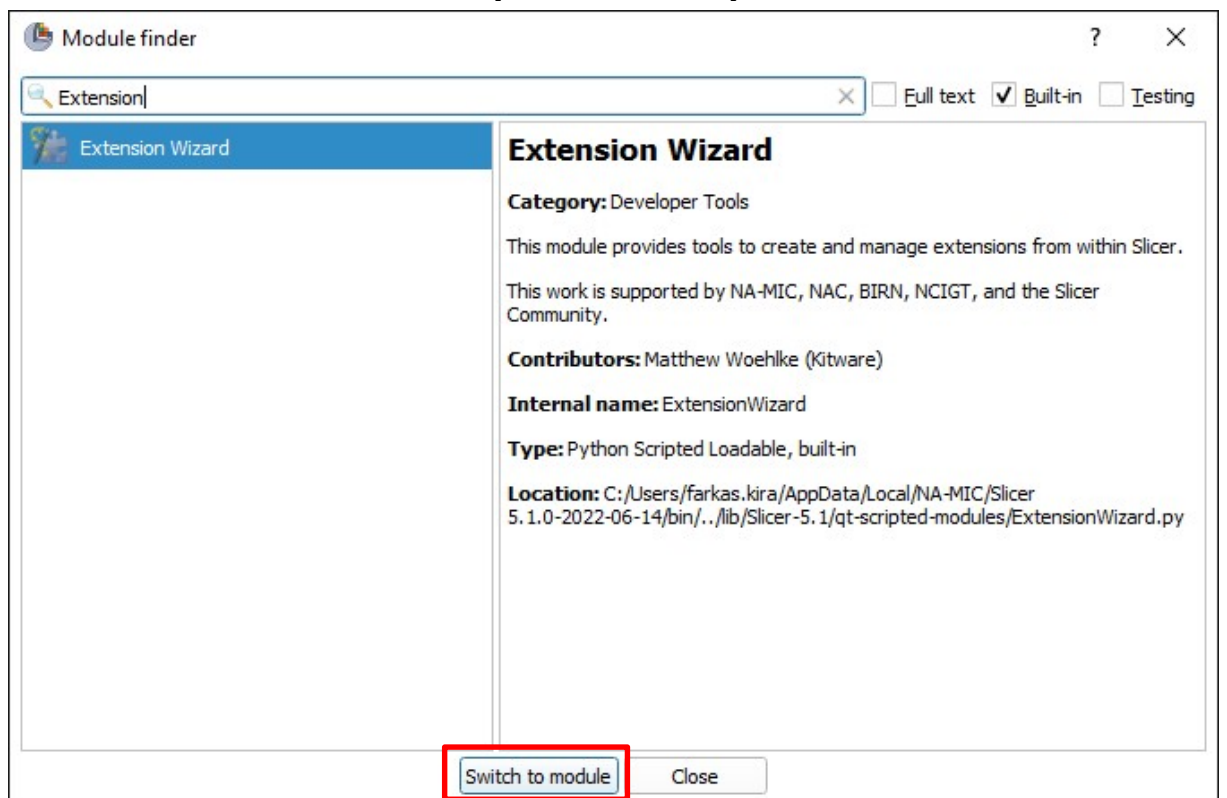 Module finder
?
Extension
Full text
Built-in
Testing
Extension Wizard
Extension Wizard
Category: Developer Tools
This module provides tools to create and manage extensions from within Slicer.
This work is supported by NA-MIC, NAC, BIRN, NCIGT, and the Slicer
Community.
Contributors: Matthew Woehlke (Kitware)
Internal name: ExtensionWizard
Type: Python Scripted Loadable, built-in
Location: C:/Users/farkas.kira/AppData/Local/NA-MIC/Slicer
5.1.0-2022-06-14/bin/../lib/Slicer-5.1/qt-scripted-modules/ExtensionWizard.py
Switch to module
Close